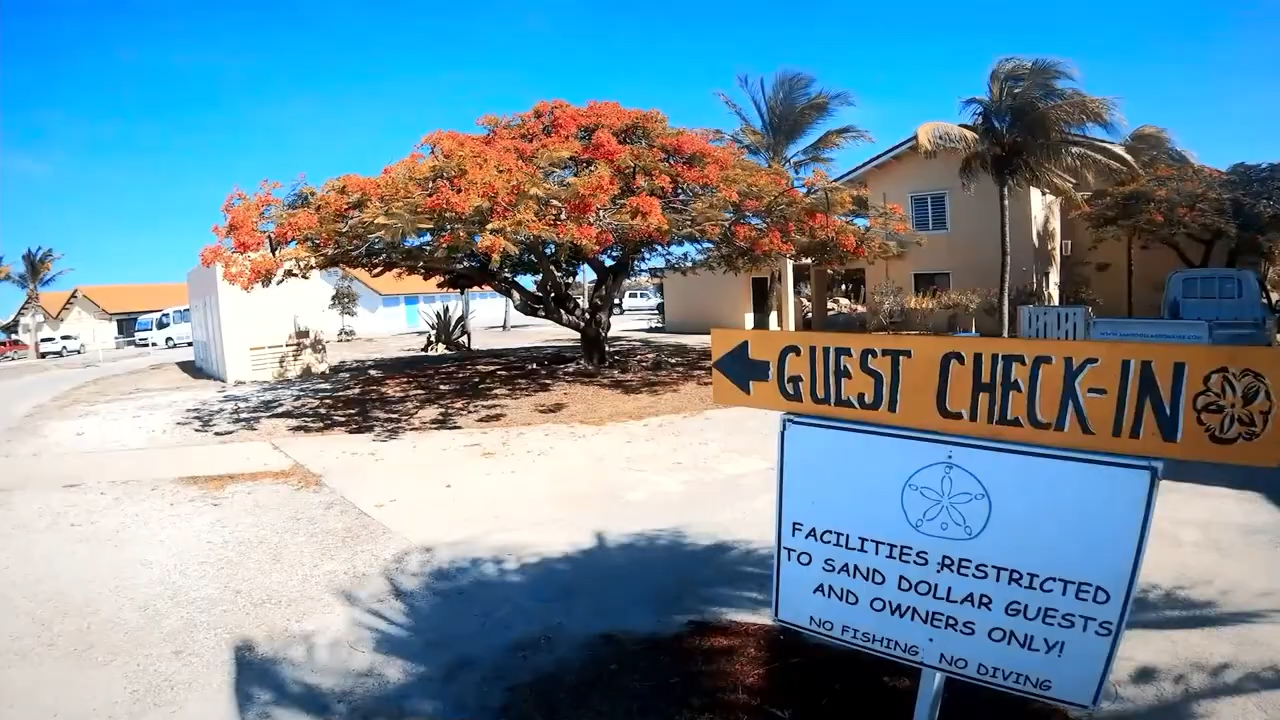 GUEST CHECK-IN
FACILITIES RESTRICTED
TO SAND DOLLAR GUESTS
AND OWNERS ONLY!
NO FISHING NO DIVING